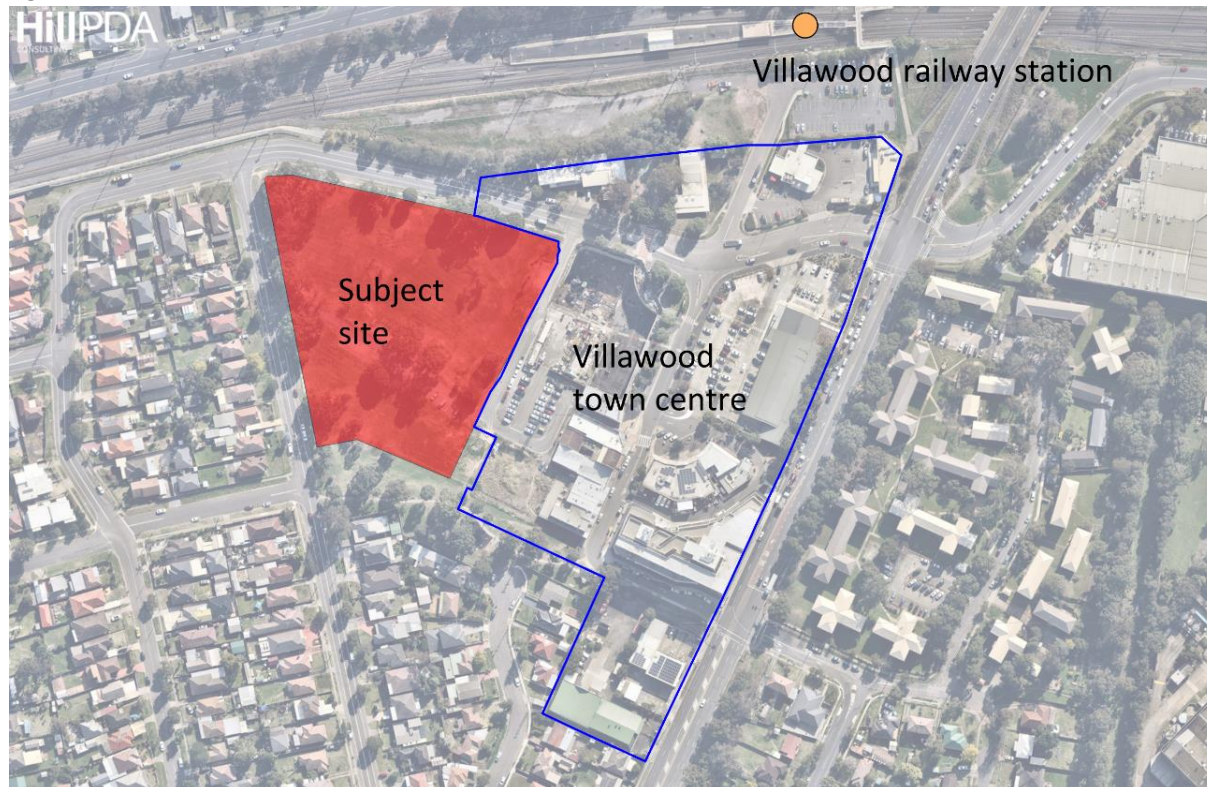 HillPDA
CONSULTING
Villawood railway station
Subject
site
Villawood
town centre